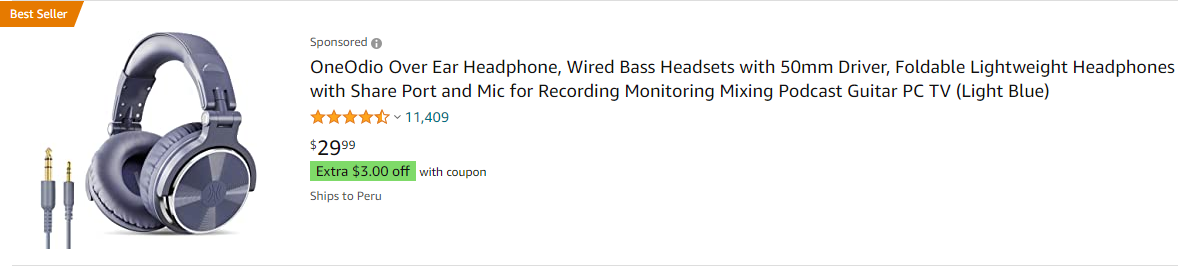 Best Seller
Sponsored
OneOdio Over Ear Headphone, Wired Bass Headsets with 50mm Driver, Foldable Lightweight Headphones
with Share Port and Mic for Recording Monitoring Mixing Podcast Guitar PC TV (Light Blue)
11,409
$29.99
Extra $3.00 off with coupon
Ships to Peru